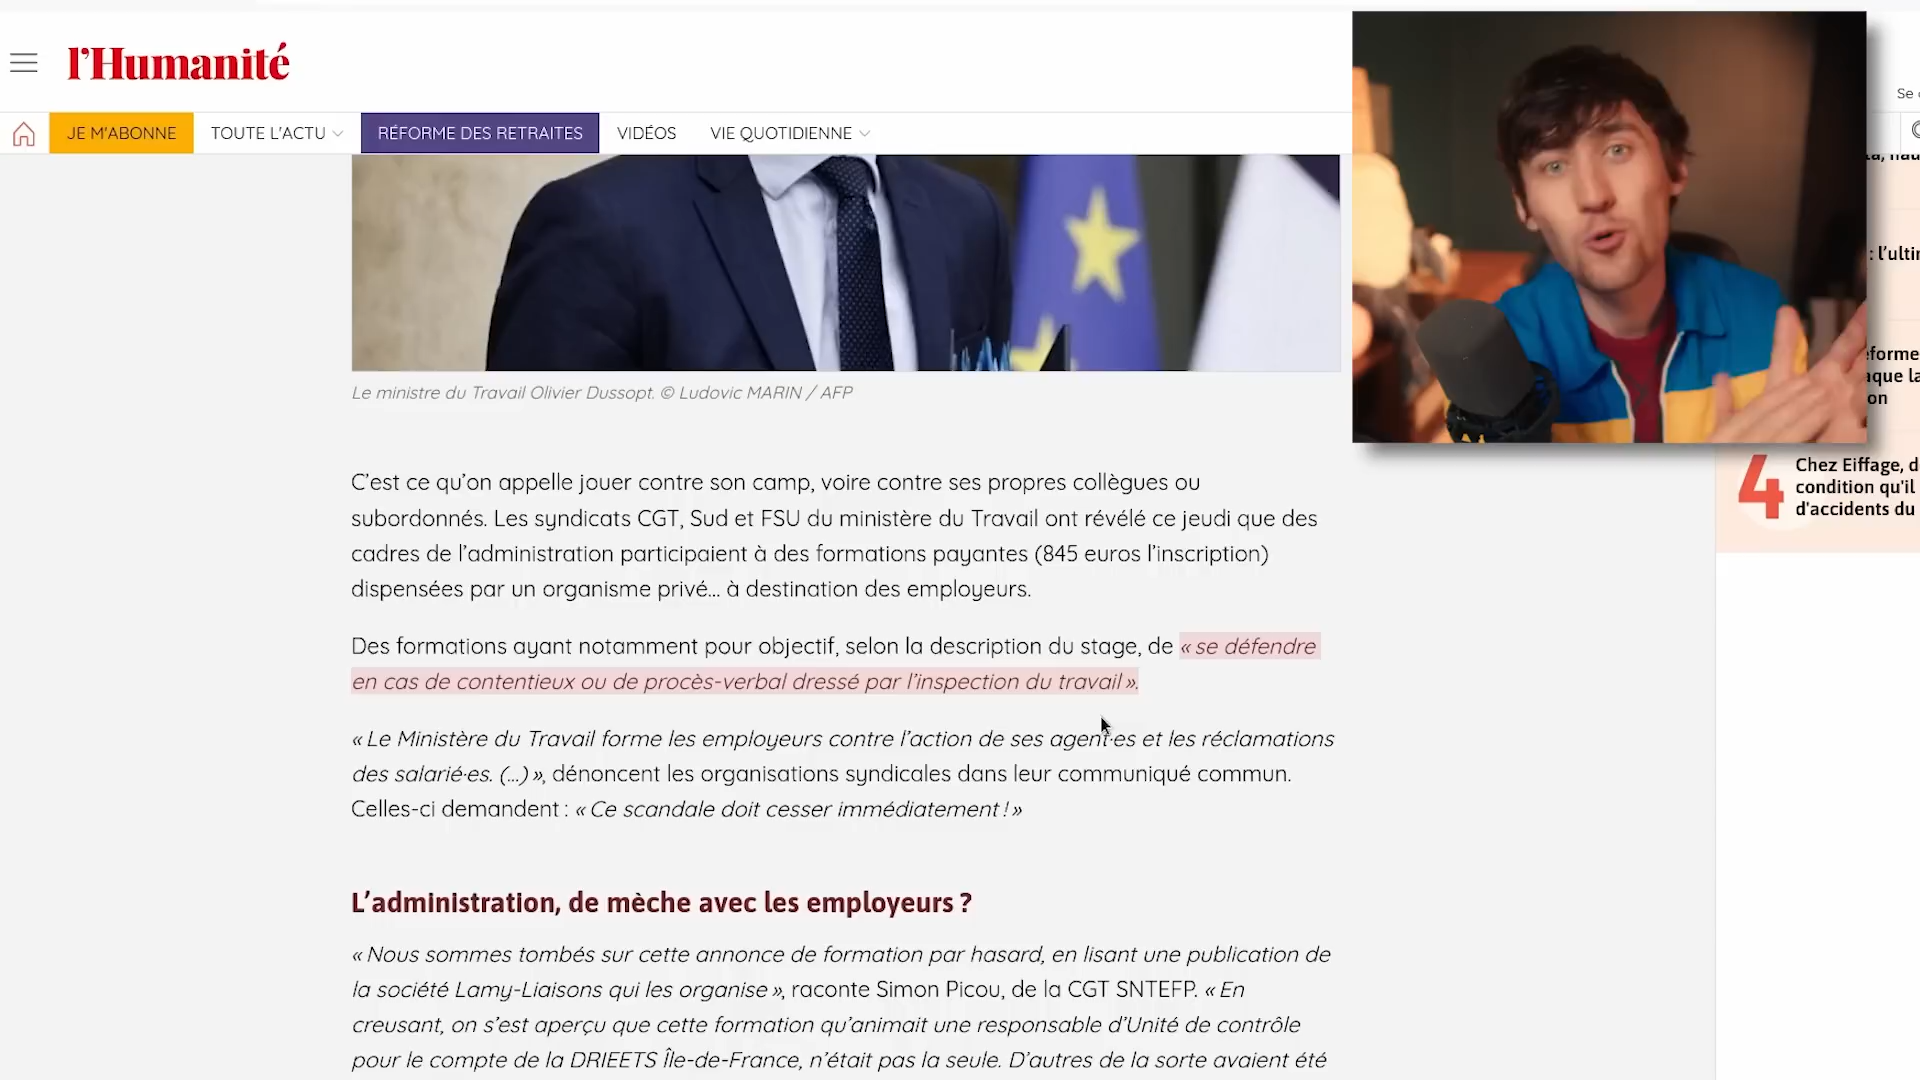 l'Humanité
Se
JE M'ABONNE
TOUTE L'ACTU
RÉFORME DES RETRAITES
VIDÉOS
VIE QUOTIDIENNE
Le ministre du Travail Olivier Dussopt. © Ludovic MARIN / AFP
C’est ce qu’on appelle jouer contre son camp, voire contre ses propres collègues ou
subordonnés. Les syndicats CGT, Sud et FSU du ministère du Travail ont révélé ce jeudi que des
cadres de l’administration participaient à des formations payantes (845 euros l’inscription)
dispensées par un organisme privé... à destination des employeurs.
Des formations ayant notamment pour objectif, selon la description du stage, de « se défendre
en cas de contentieux ou de procès-verbal dressé par l’inspection du travail ».
« Le Ministère du Travail forme les employeurs contre l’action de ses agent·es et les réclamations
des salarié·es. (...) », dénoncent les organisations syndicales dans leur communiqué commun.
Celles-ci demandent : « Ce scandale doit cesser immédiatement ! »
L’administration, de mèche avec les employeurs ?
« Nous sommes tombés sur cette annonce de formation par hasard, en lisant une publication de
la société Lamy-Liaisons qui les organise », raconte Simon Picou, de la CGT SNTEFP. « En
creusant, on s’est aperçu que cette formation qu’animait une responsable d’Unité de contrôle
pour le compte de la DRIEETS Île-de-France, n’était pas la seule. D’autres de la sorte avaient été
4
Chez Eiffage, d
condition qu'il
d'accidents du